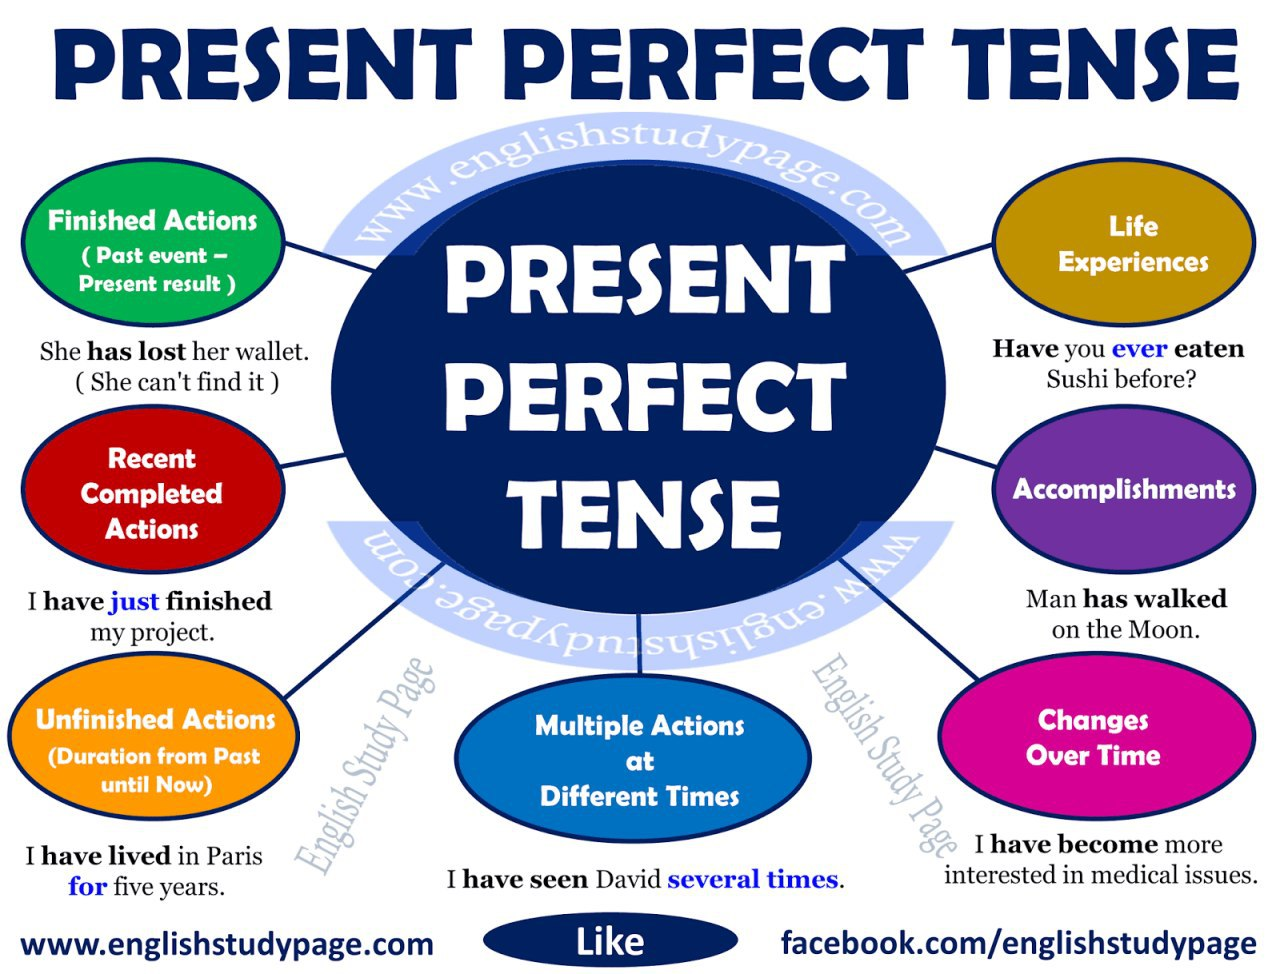 PRESENT PERFECT TENSE
www.englishstudypage.com
Finished Actions
( Past event –
Present result )
She has lost her wallet.
( She can't find it )
Recent
Completed
Actions
I have just finished
my project.
Unfinished Actions
(Duration from Past
until Now)
I have lived in Paris
for five years.
PRESENT
PERFECT
TENSE
www.englishstudypage.com
English Study Page
English Study Page
Multiple Actions
at
Different Times
I have seen David several times.
Life
Experiences
Have you ever eaten
Sushi before?
Accomplishments
Man has walked
on the Moon.
Changes
Over Time
I have become more
interested in medical issues.
www.englishstudypage.com
Like
facebook.com/englishstudypage